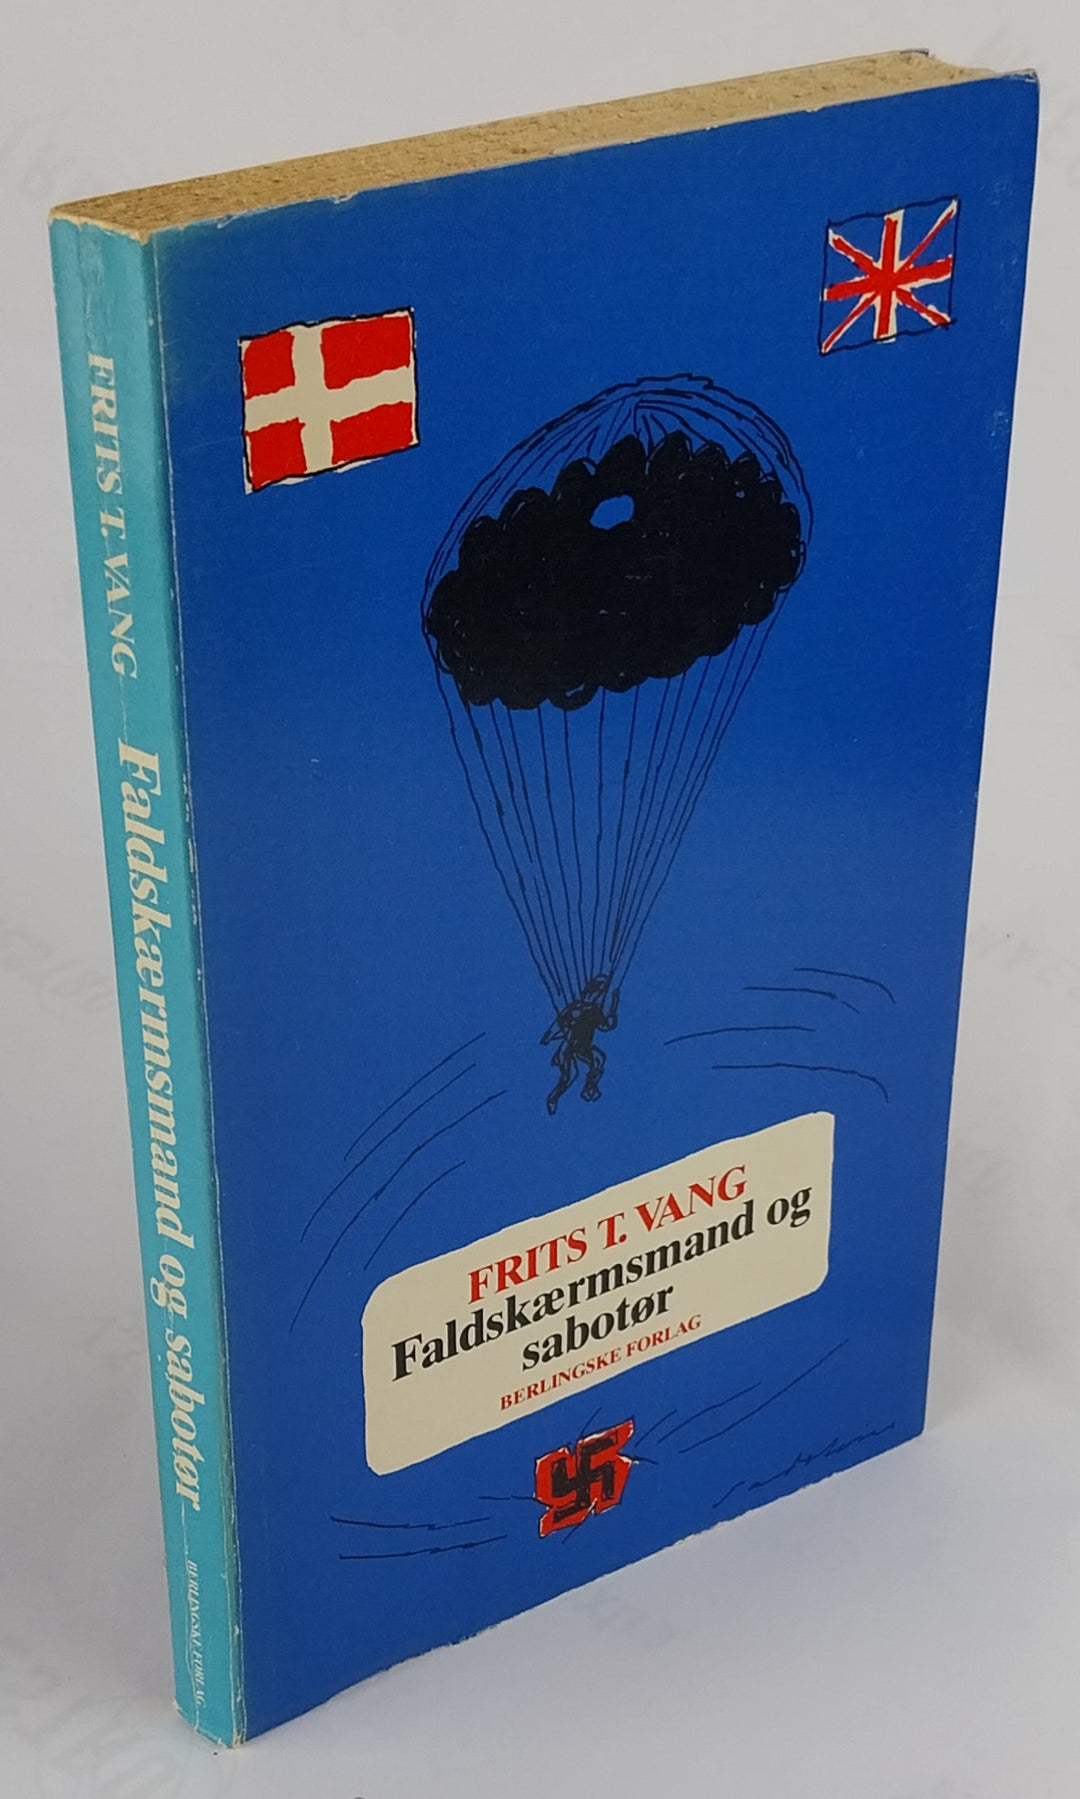 FRITS T. VANG
Faldskærmsmand og
sabotør
BERLINGSKE FORLAG
FRITS T. VANG Faldskærmsmand og sabotør BERLINGSKE FORLAG